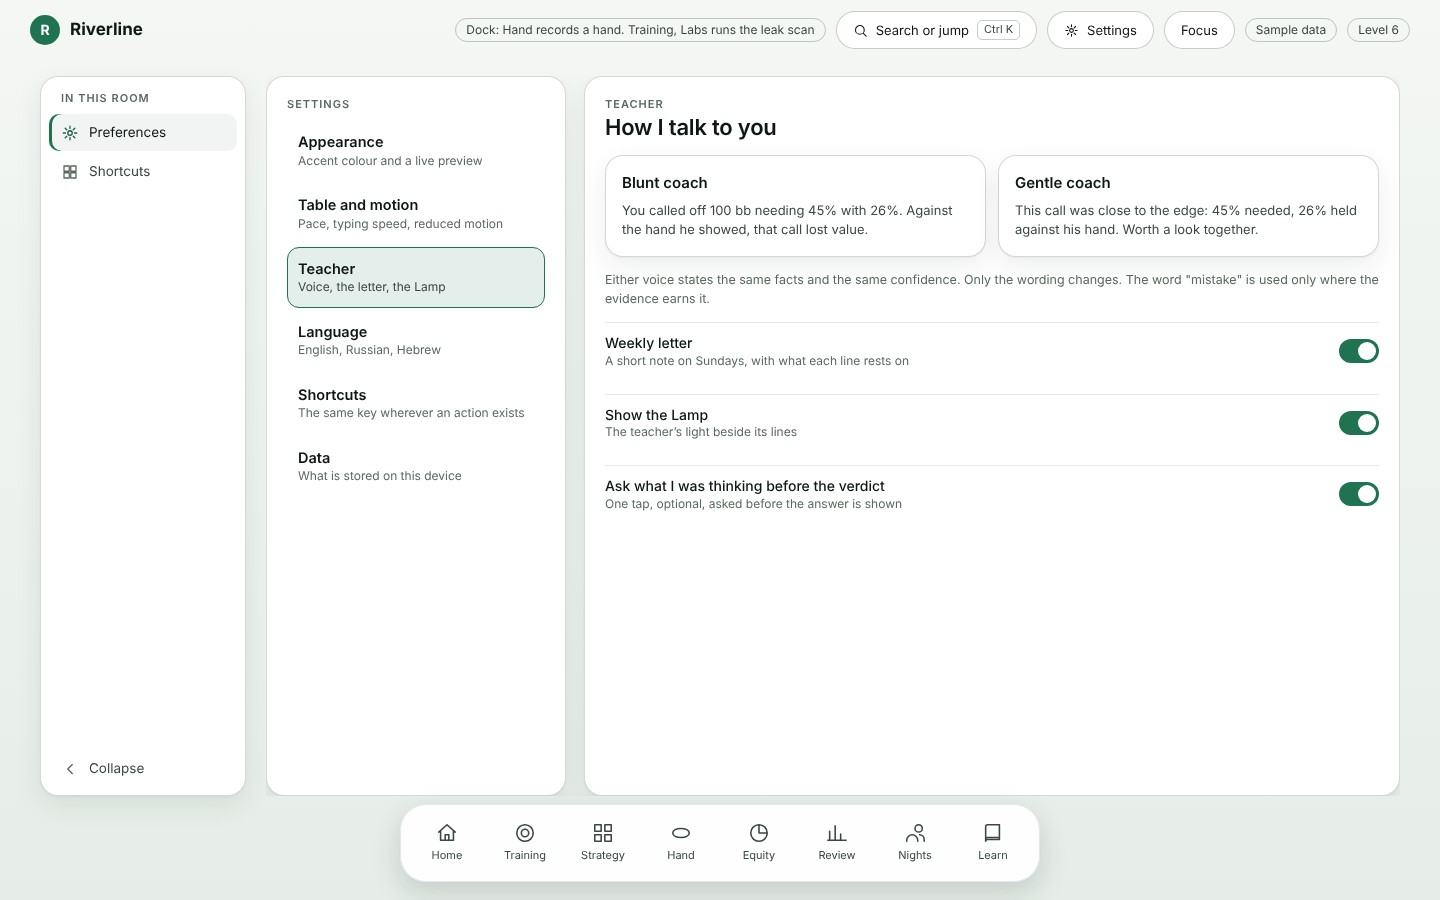 R
Riverline
Dock: Hand records a hand. Training, Labs runs the leak scan
Search or jump
Ctrl K
Settings
Focus
Sample data
Level 6
IN THIS ROOM
Preferences
Shortcuts
Collapse
SETTINGS
Appearance
Accent colour and a live preview
Table and motion
Pace, typing speed, reduced motion
Teacher
Voice, the letter, the Lamp
Language
English, Russian, Hebrew
Shortcuts
The same key wherever an action exists
Data
What is stored on this device
TEACHER
How I talk to you
Blunt coach
You called off 100 bb needing 45% with 26%. Against
the hand he showed, that call lost value.
Gentle coach
This call was close to the edge: 45% needed, 26% held
against his hand. Worth a look together.
Either voice states the same facts and the same confidence. Only the wording changes. The word "mistake" is used only where the
evidence earns it.
Weekly letter
A short note on Sundays, with what each line rests on
Show the Lamp
The teacher’s light beside its lines
Ask what I was thinking before the verdict
One tap, optional, asked before the answer is shown
Home
Training
Strategy
Hand
Equity
Review
Nights
Learn